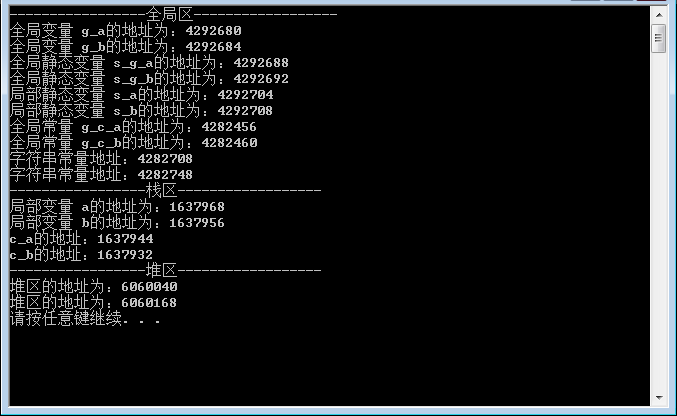 -----------------全局区------------------
全局变量 g_a的地址为：4292680
全局变量 g_b的地址为：4292684
全局静态变量 s_g_a的地址为：4292688
全局静态变量 s_g_b的地址为：4292692
局部静态变量 s_a的地址为：4292704
局部静态变量 s_b的地址为：4292708
全局常量 g_c_a的地址为：4282456
全局常量 g_c_b的地址为：4282460
字符串常量地址：4282708
字符串常量地址：4282748
-----------------栈区------------------
局部变量 a的地址为：1637968
局部变量 b的地址为：1637956
c_a的地址：1637944
c_b的地址：1637932
-----------------堆区------------------
堆区的地址为：6060040
堆区的地址为：6060168
请按任意键继续. . .